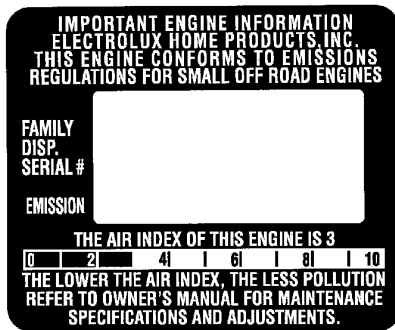 IMPORTANT ENGINE INFORMATION
ELECTROLUX HOME PRODUCTS, INC.
THIS ENGINE CONFORMS TO EMISSIONS
REGULATIONS FOR SMALL OFF ROAD ENGINES
FAMILY
DISP.
SERIAL #
EMISSION
THE AIR INDEX OF THIS ENGINE IS 3
0 2 4 6 8 10
THE LOWER THE AIR INDEX, THE LESS POLLUTION
REFER TO OWNER'S MANUAL FOR MAINTENANCE
SPECIFICATIONS AND ADJUSTMENTS.